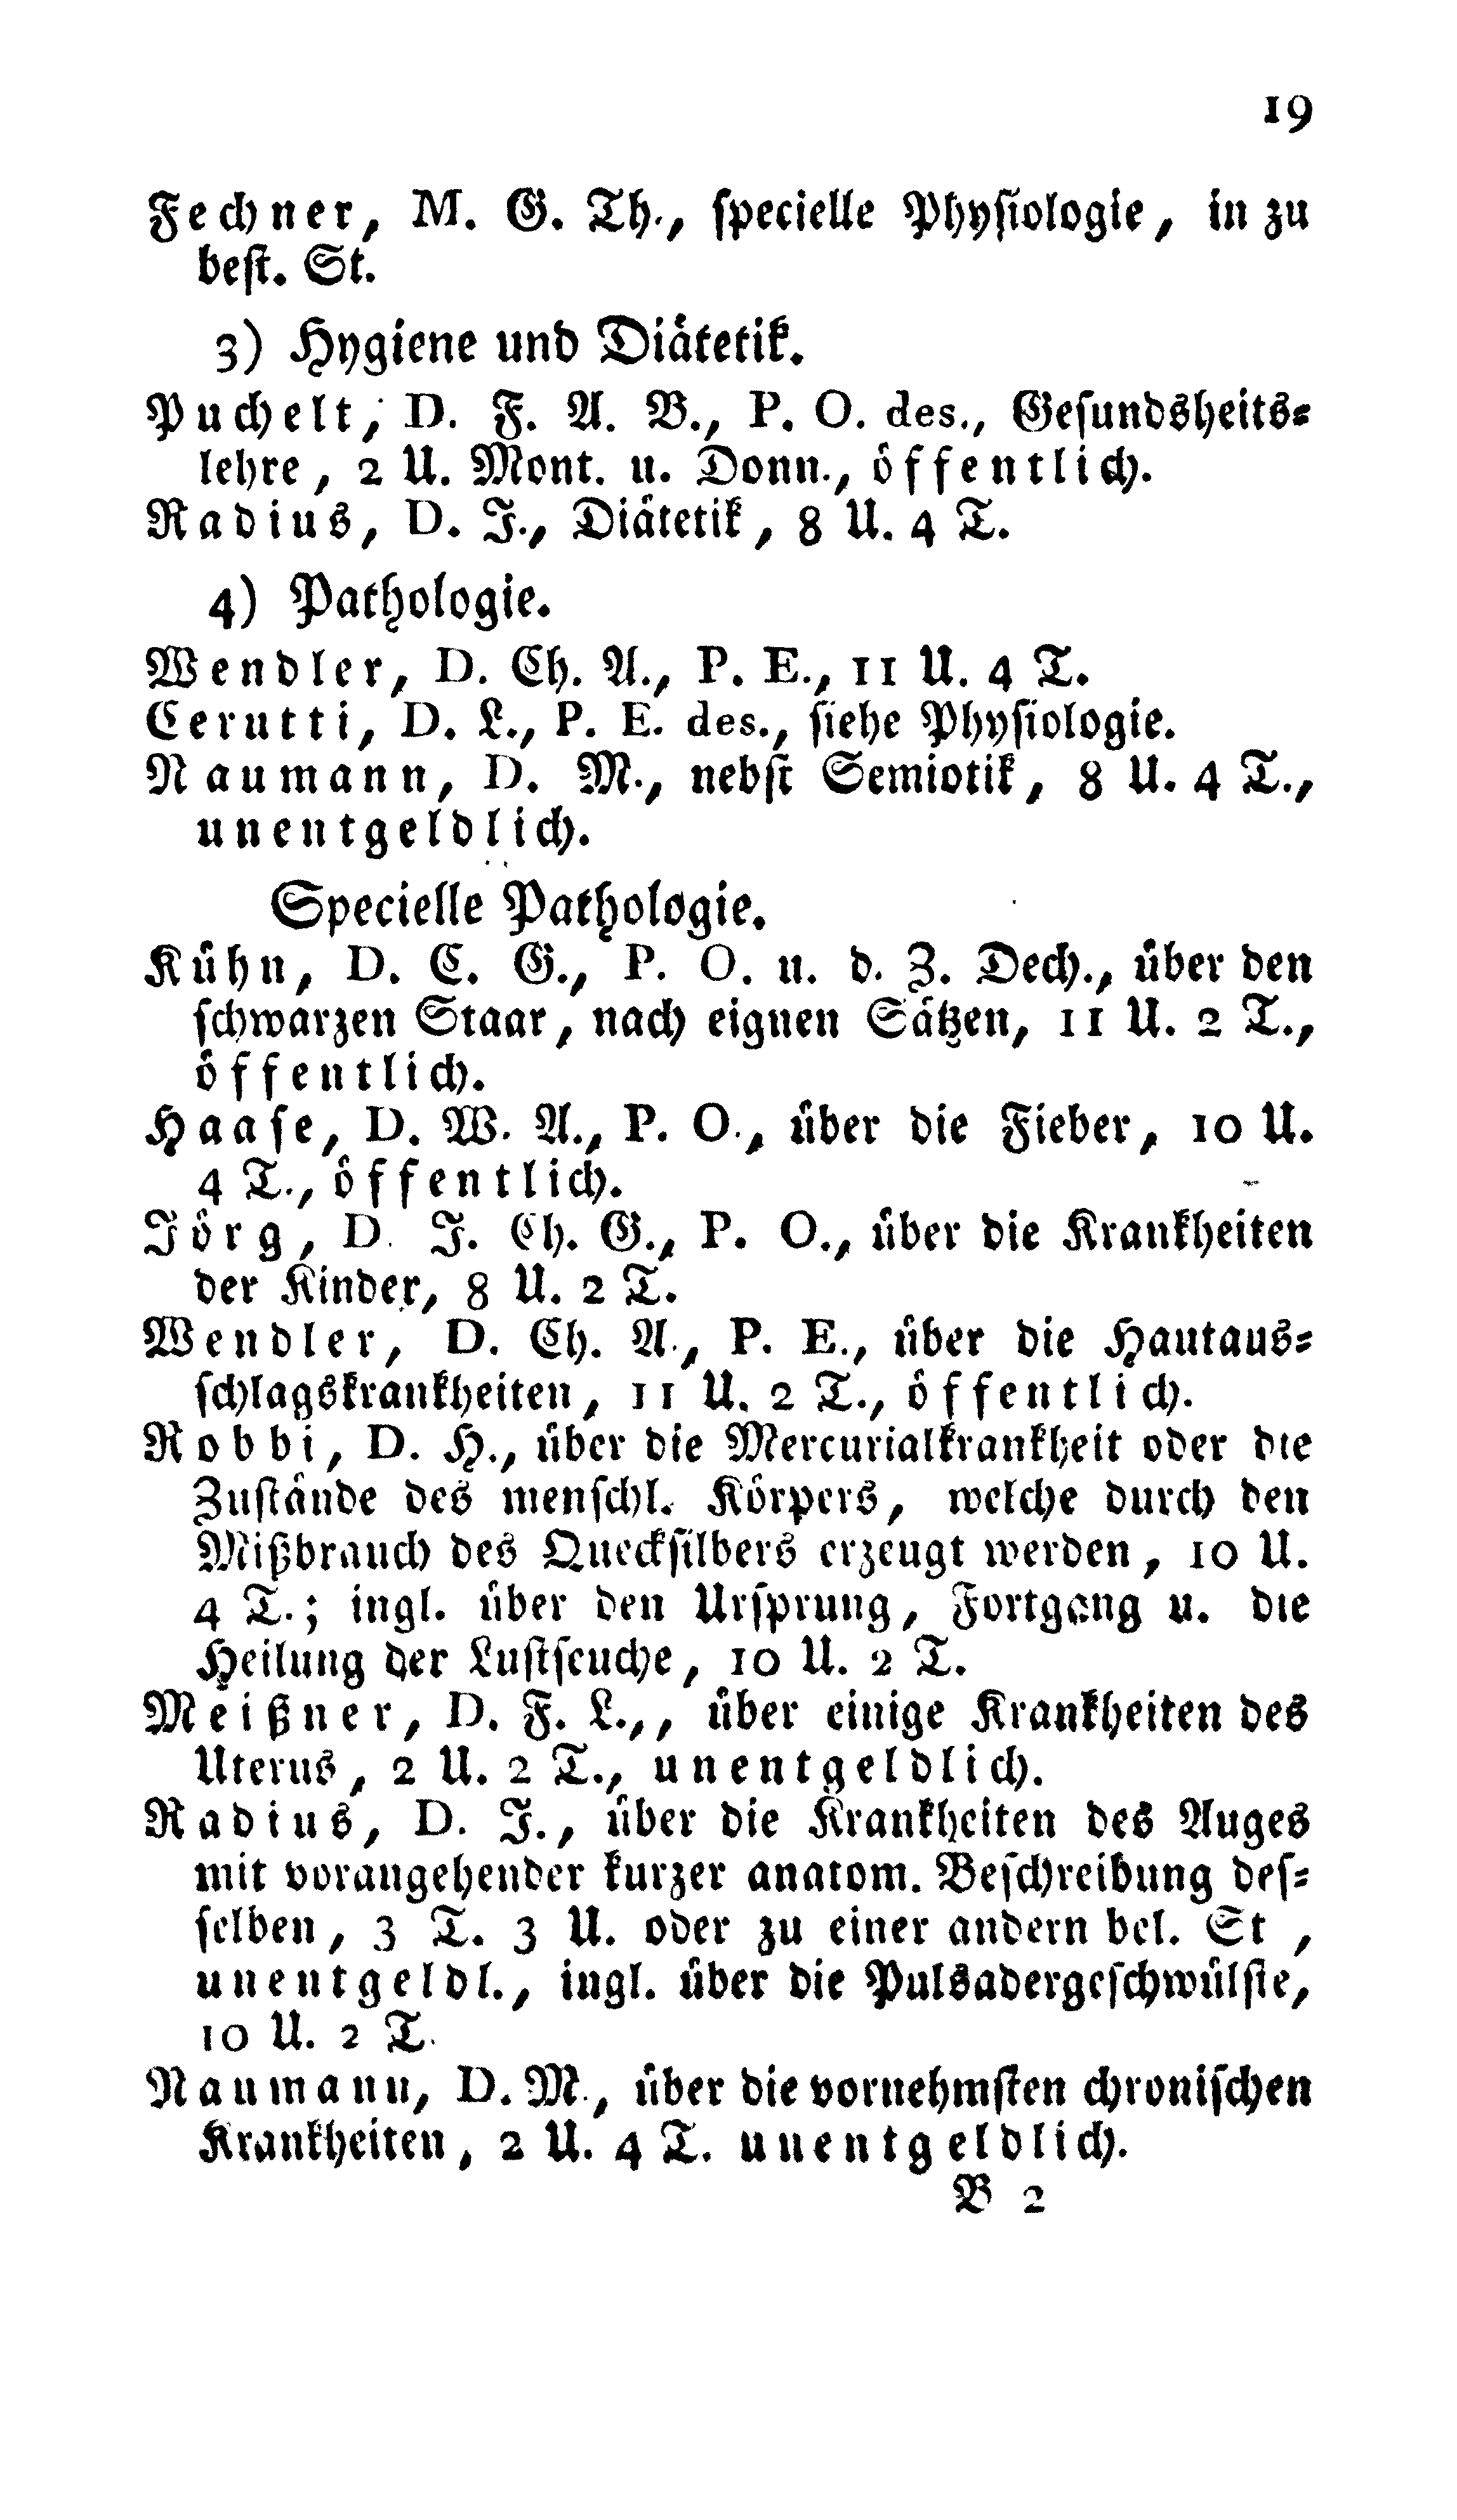 19
Fechner, M. G. Th., specielle Physiologie, in zu
best. St.
3) Hygiene und Diätetik.
Puchelt, D. F. A. B., P. O. des., Gesundsheits-
lehre, 2 U. Mont. u. Donn., öffentlich.
Radius, D. J., Diätetik, 8 U. 4 T.
4) Pathologie.
Wendler, D. Ch. A., P. E., 11 U. 4 T.
Cerutti, D. L., P. E. des., siehe Physiologie.
Naumann, D. M., nebst Semiotik, 8 U. 4 T.,
unentgeldlich.
Specielle Pathologie.
Kühn, D. C. G., P. O. u. d. Z. Dech., über den
schwarzen Staar, nach eignen Sätzen, 11 U. 2 T.,
öffentlich.
Haase, D. W. A., P. O., über die Fieber, 10 U.
4 T., öffentlich.
Jörg, D. J. Ch. G., P. O., über die Krankheiten
der Kinder, 8 U. 2 T.
Wendler, D. Ch. A., P. E., über die Hautaus-
schlagskrankheiten, 11 U. 2 T., öffentlich.
Robbi, D. H., über die Mercurialkrankheit oder die
Zustände des menschl. Körpers, welche durch den
Mißbrauch des Quecksilbers erzeugt werden, 10 U.
4 T.; ingl. über den Ursprung, Fortgang u. die
Heilung der Lustseuche, 10 U. 2 T.
Meißner, D. F. L.,, über einige Krankheiten des
Uterus, 2 U. 2 T., unentgeldlich.
Radius, D. J., über die Krankheiten des Auges
mit vorangehender kurzer anatom. Beschreibung des-
selben, 3 T. 3 U. oder zu einer andern bel. St ,
unentgeldl., ingl. über die Pulsadergeschwülste,
10 U. 2 T.
Naumann, D. M., über die vornehmsten chronischen
Krankheiten, 2 U. 4 T. unentgeldlich.
B 2